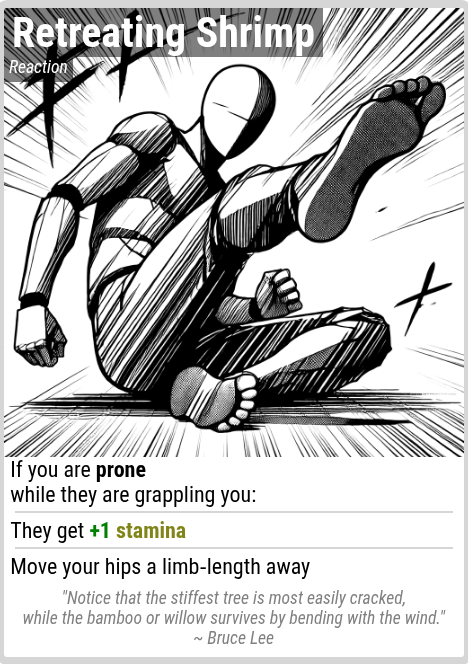 Retreating Shrimp
Reaction
If you are prone
while they are grappling you:
They get +1 stamina
Move your hips a limb-length away
"Notice that the stiffest tree is most easily cracked,
while the bamboo or willow survives by bending with the wind."
~ Bruce Lee